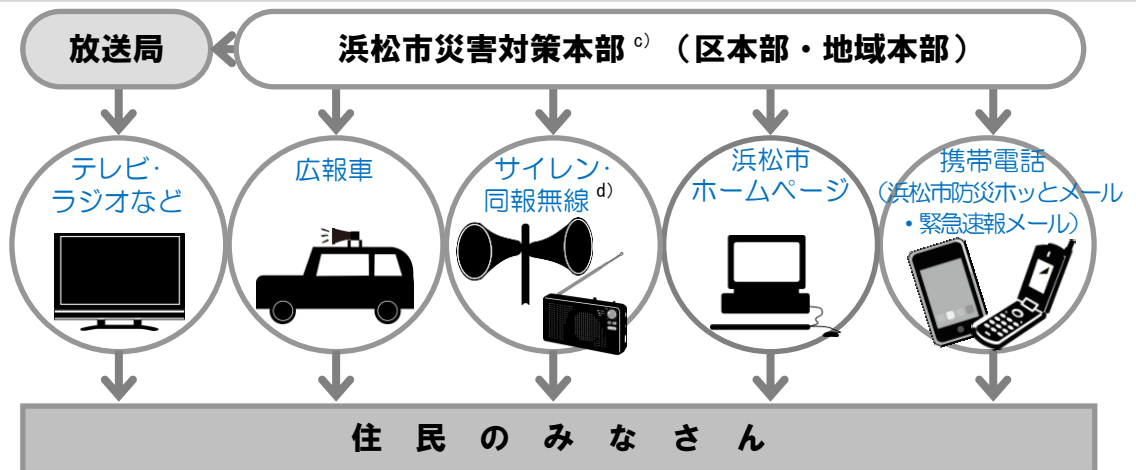 放送局
浜松市災害対策本部 c) (区本部・地域本部)
テレビ・
ラジオなど
広報車
サイレン・
同報無線 d)
浜松市
ホームページ
携帯電話
(浜松市防災ホッとメール
・緊急速報メール)
住民のみなさん